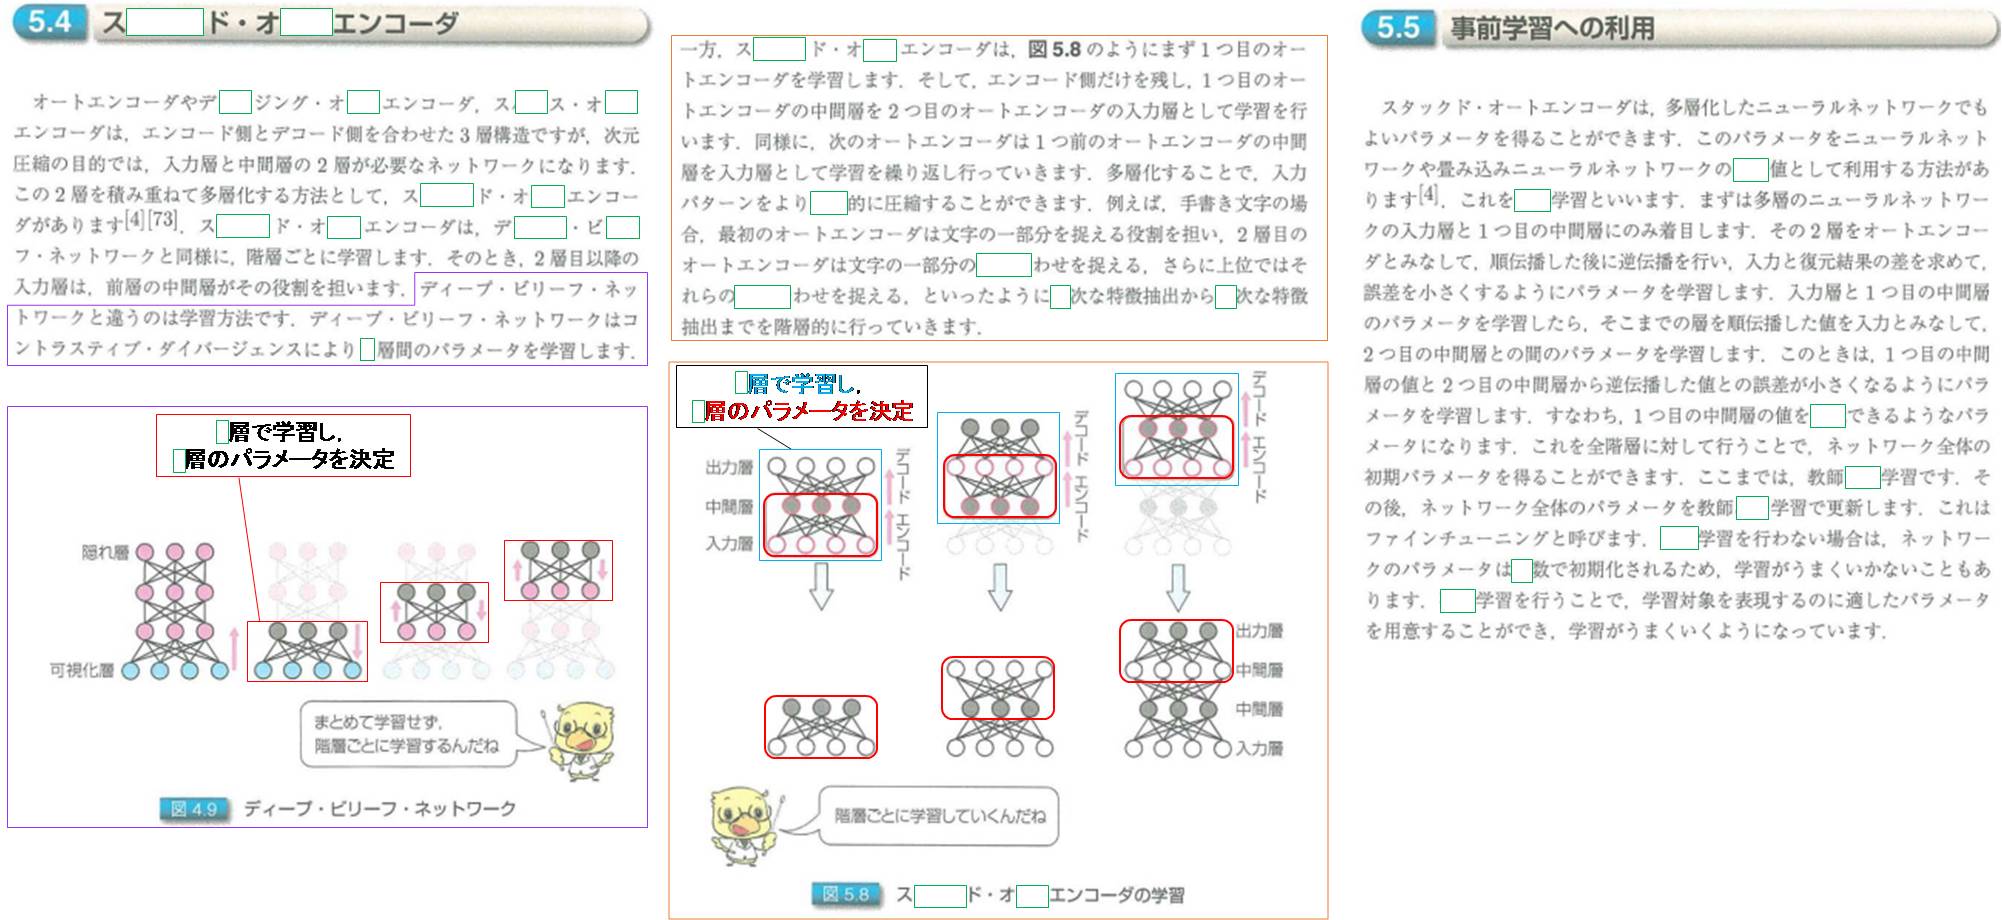 5.4 ス ド・オ エンコーダ
オートエンコーダやデ ジング・オ エンコーダ，ス ス・オ
エンコーダは，エンコード側とデコード側を合わせた3層構造ですが，次元
圧縮の目的では，入力層と中間層の2層が必要なネットワークになります．
この2層を積み重ねて多層化する方法として，ス ド・オ エンコー
ダがあります[4][73]．ス ド・オ エンコーダは，デ ・ビ
フ・ネットワークと同様に，階層ごとに学習します．そのとき，2層目以降の
入力層は，前層の中間層がその役割を担います．ディープ・ビリーフ・ネッ
トワークと違うのは学習方法です．ディープ・ビリーフ・ネットワークはコ
ントラスティブ・ダイバージェンスにより 層間のパラメータを学習します．
層で学習し,
層のパラメータを決定
隠れ層
可視化層
まとめて学習せず，
階層ごとに学習するんだね
図4.9 ディープ・ビリーフ・ネットワーク
一方，ス ド・オ エンコーダは，図5.8のようにまず1つ目のオー
トエンコーダを学習します．そして，エンコード側だけを残し，1つ目のオー
トエンコーダの中間層を2つ目のオートエンコーダの入力層として学習を行
います．同様に，次のオートエンコーダは1つ前のオートエンコーダの中間
層を入力層として学習を繰り返し行っていきます．多層化することで，入力
パターンをより 的に圧縮することができます．例えば，手書き文字の場
合，最初のオートエンコーダは文字の一部分を捉える役割を担い，2層目の
オートエンコーダは文字の一部分の わせを捉える，さらに上位ではそ
れらの わせを捉える，といったように 次な特徴抽出から 次な特徴
抽出までを階層的に行っていきます．
層で学習し,
層のパラメータを決定
出力層
中間層
入力層
デコード
エンコード
デコード
エンコード
デコード
エンコード
出力層
中間層
中間層
入力層
階層ごとに学習していくんだね
図5.8 ス ド・オ エンコーダの学習
5.5 事前学習への利用
スタックド・オートエンコーダは，多層化したニューラルネットワークでも
よいパラメータを得ることができます．このパラメータをニューラルネット
ワークや畳み込みニューラルネットワークの 値として利用する方法があ
ります[4]．これを 学習といいます．まずは多層のニューラルネットワー
クの入力層と1つ目の中間層にのみ着目します．その2層をオートエンコー
ダとみなして，順伝播した後に逆伝播を行い，入力と復元結果の差を求めて，
誤差を小さくするようにパラメータを学習します．入力層と1つ目の中間層
のパラメータを学習したら，そこまでの層を順伝播した値を入力とみなして，
2つ目の中間層との間のパラメータを学習します．このときは，1つ目の中間
層の値と2つ目の中間層から逆伝播した値との誤差が小さくなるようにパラ
メータを学習します．すなわち，1つ目の中間層の値を できるようなパラ
メータになります．これを全階層に対して行うことで，ネットワーク全体の
初期パラメータを得ることができます．ここまでは，教師 学習です．そ
の後，ネットワーク全体のパラメータを教師 学習で更新します．これは
ファインチューニングと呼びます． 学習を行わない場合は，ネットワー
クのパラメータは 数で初期化されるため，学習がうまくいかないこともあ
ります． 学習を行うことで，学習対象を表現するのに適したパラメータ
を用意することができ，学習がうまくいくようになっています．